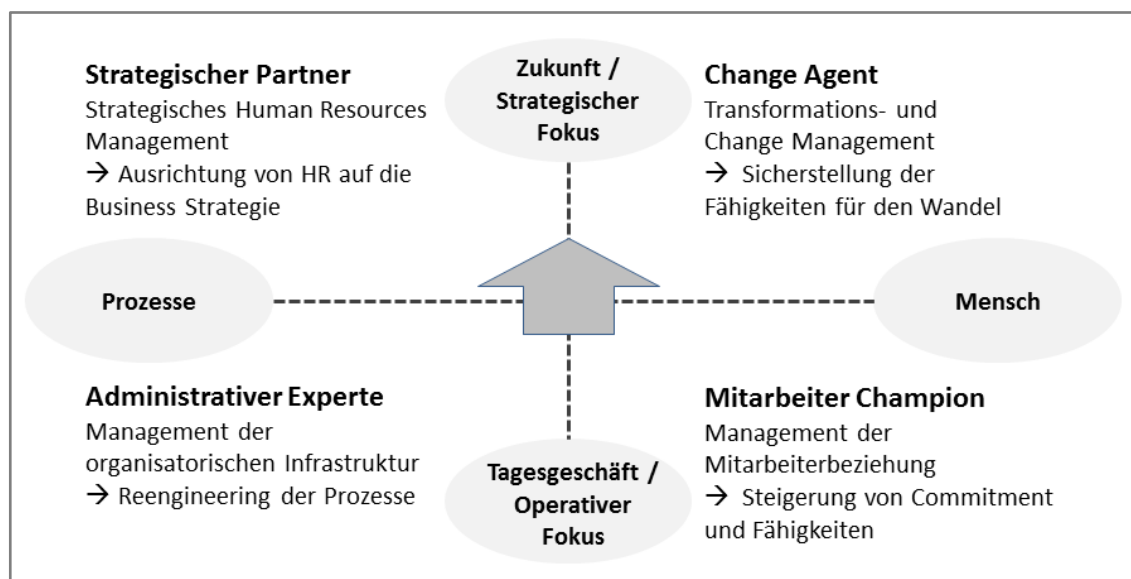 Strategischer Partner
Strategisches Human Resources
Management
→ Ausrichtung von HR auf die
Business Strategie
Zukunft /
Strategischer
Fokus
Change Agent
Transformations- und
Change Management
→ Sicherstellung der
Fähigkeiten für den Wandel
Prozesse
Mensch
Administrativer Experte
Management der
organisatorischen Infrastruktur
→ Reengineering der Prozesse
Tagesgeschäft /
Operativer
Fokus
Mitarbeiter Champion
Management der
Mitarbeiterbeziehung
→ Steigerung von Commitment
und Fähigkeiten